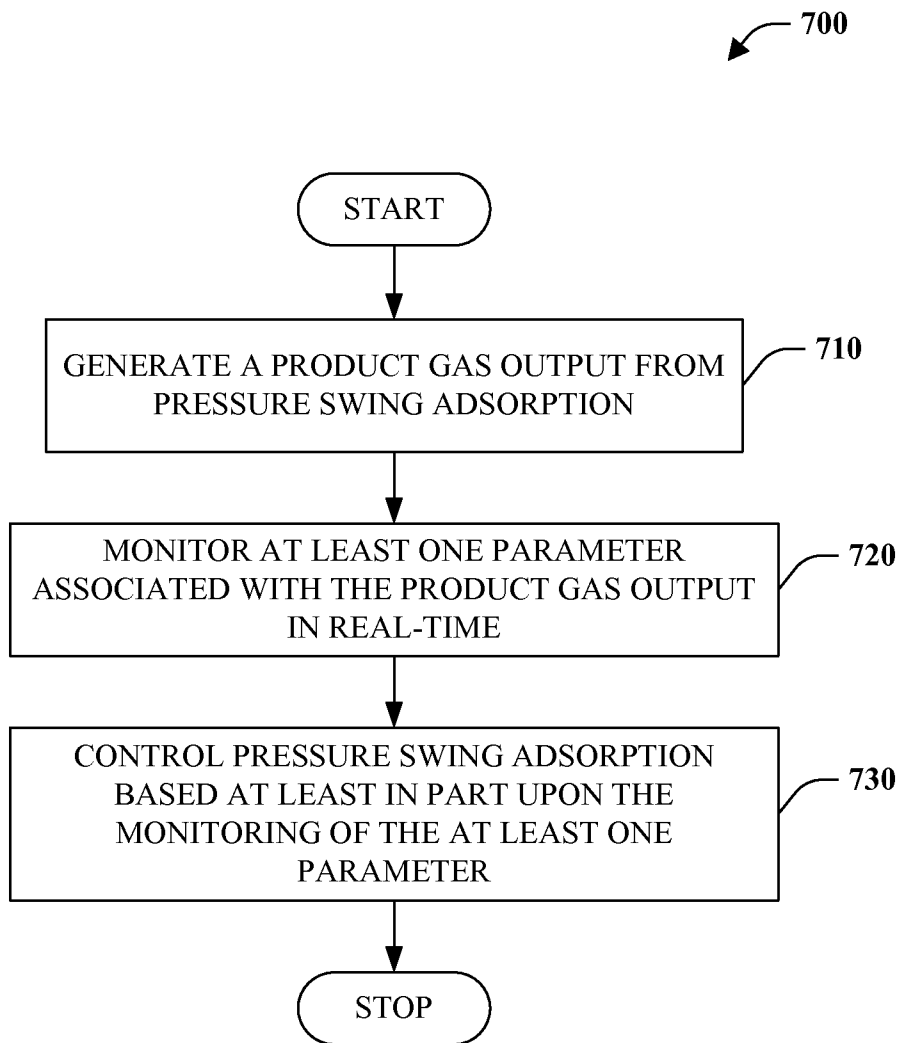 700
START
GENERATE A PRODUCT GAS OUTPUT FROM
PRESSURE SWING ADSORPTION
710
MONITOR AT LEAST ONE PARAMETER
ASSOCIATED WITH THE PRODUCT GAS OUTPUT
IN REAL-TIME
720
CONTROL PRESSURE SWING ADSORPTION
BASED AT LEAST IN PART UPON THE
MONITORING OF THE AT LEAST ONE
PARAMETER
730
STOP